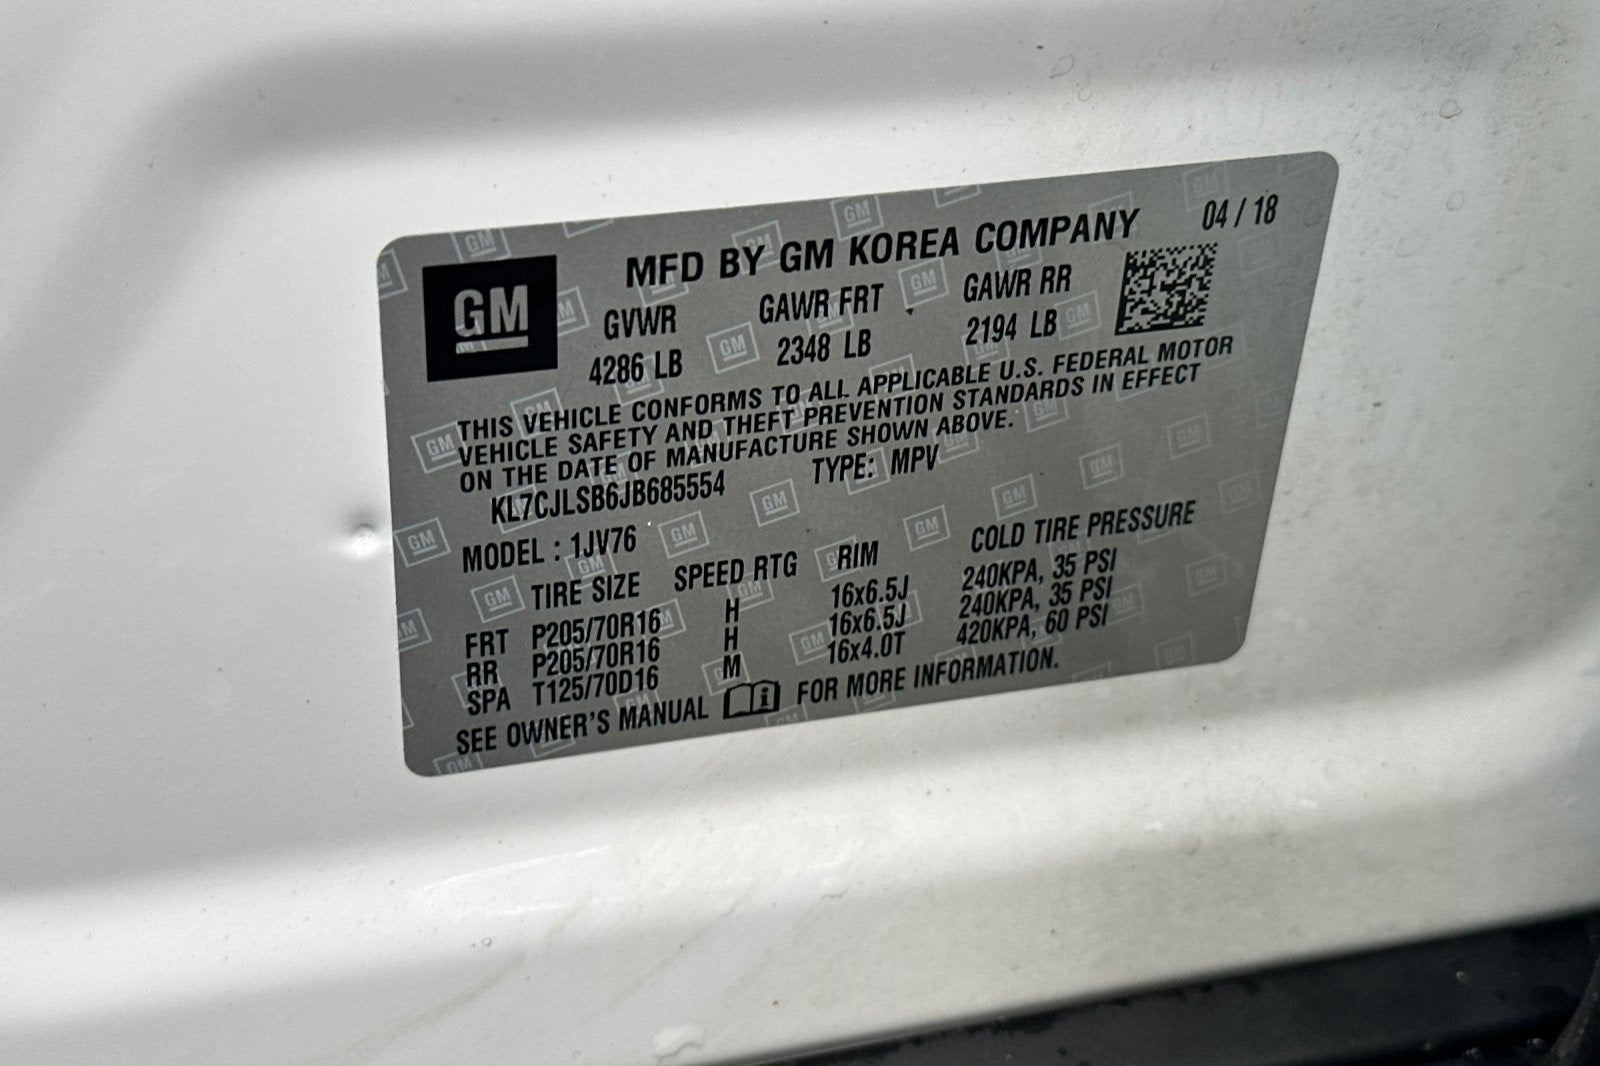 GM
MFD BY GM KOREA COMPANY 04 / 18
GVWR GAWR FRT GAWR RR
4286 LB 2348 LB 2194 LB
THIS VEHICLE CONFORMS TO ALL APPLICABLE U.S. FEDERAL MOTOR
VEHICLE SAFETY AND THEFT PREVENTION STANDARDS IN EFFECT
ON THE DATE OF MANUFACTURE SHOWN ABOVE.
KL7CJLSB6JB685554 TYPE: MPV
MODEL : 1JV76
TIRE SIZE SPEED RTG RIM COLD TIRE PRESSURE
FRT P205/70R16 H 16x6.5J 240KPA, 35 PSI
RR P205/70R16 H 16x6.5J 240KPA, 35 PSI
SPA T125/70D16 M 16x4.0T 420KPA, 60 PSI
SEE OWNER'S MANUAL FOR MORE INFORMATION.